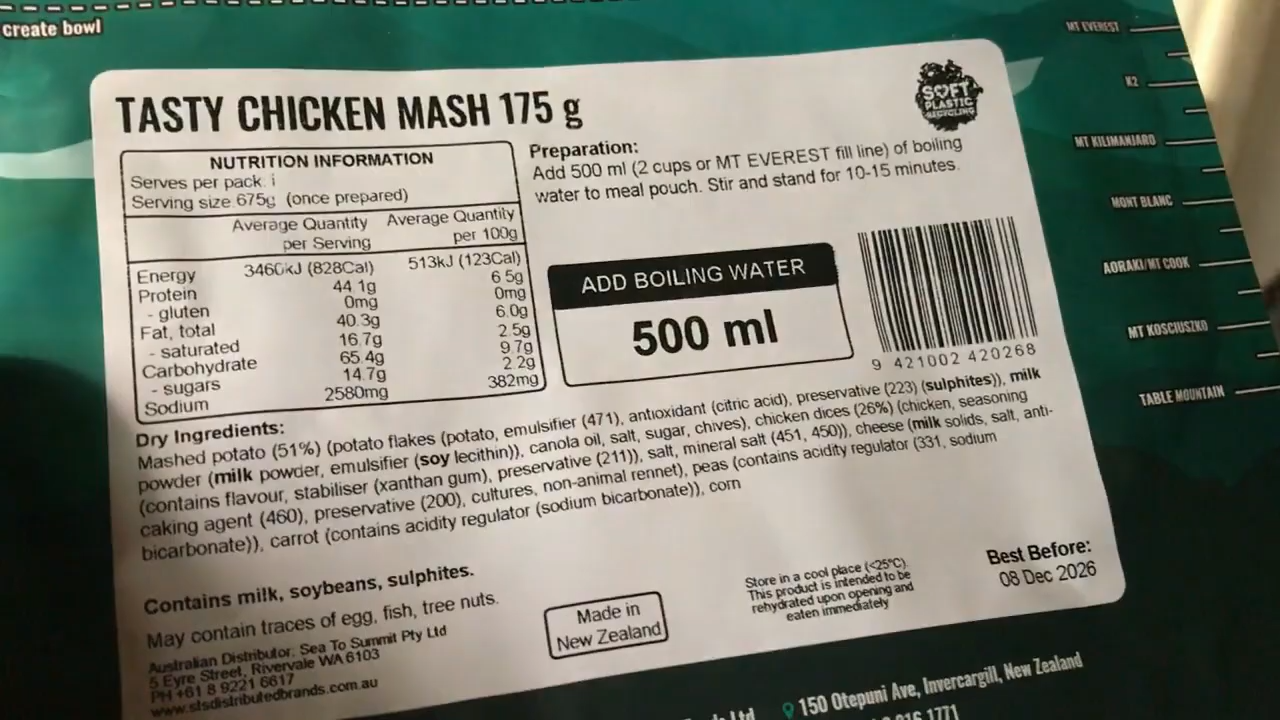 create bowl
TASTY CHICKEN MASH 175 g
SOFT
PLASTIC
RECYCLING
NUTRITION INFORMATION
Serves per pack: i
Serving size: 675g (once prepared)
Average Quantity per Serving Average Quantity per 100g
Energy 3460kJ (828Cal) 513kJ (123Cal)
Protein 44.1g 6.5g
- gluten 0mg 0mg
Fat, total 40.3g 6.0g
- saturated 16.7g 2.5g
Carbohydrate 65.4g 9.7g
- sugars 14.7g 2.2g
Sodium 2580mg 382mg
Preparation:
Add 500 ml (2 cups or MT EVEREST fill line) of boiling
water to meal pouch. Stir and stand for 10-15 minutes.
ADD BOILING WATER
500 ml
9 421002 420268
Dry Ingredients:
Mashed potato (51%) (potato flakes (potato, emulsifier (471), antioxidant (citric acid), preservative (223) (sulphites)), milk
powder (milk powder, emulsifier (soy lecithin)), canola oil, salt, sugar, chives), chicken dices (26%) (chicken, seasoning
(contains flavour, stabiliser (xanthan gum), preservative (211)), salt, mineral salt (451, 450)), cheese (milk solids, salt, anti-
caking agent (460), preservative (200), cultures, non-animal rennet), peas (contains acidity regulator (331, sodium
bicarbonate)), carrot (contains acidity regulator (sodium bicarbonate)), corn
Contains milk, soybeans, sulphites.
May contain traces of egg, fish, tree nuts.
Australian Distributor: Sea To Summit Pty Ltd
5 Eyre Street, Rivervale WA 6103
PH +61 8 9221 6617
www.stsdistributedbrands.com.au
Made in
New Zealand
Store in a cool place (<25°C).
This product is intended to be
rehydrated upon opening and
eaten immediately
Best Before:
08 Dec 2026
MT EVEREST
K2
MT KILIMANJARO
MONT BLANC
AORAKI/MT COOK
MT KOSCIUSZKO
TABLE MOUNTAIN
Ltd
150 Otepuni Ave, Invercargill, New Zealand
1771